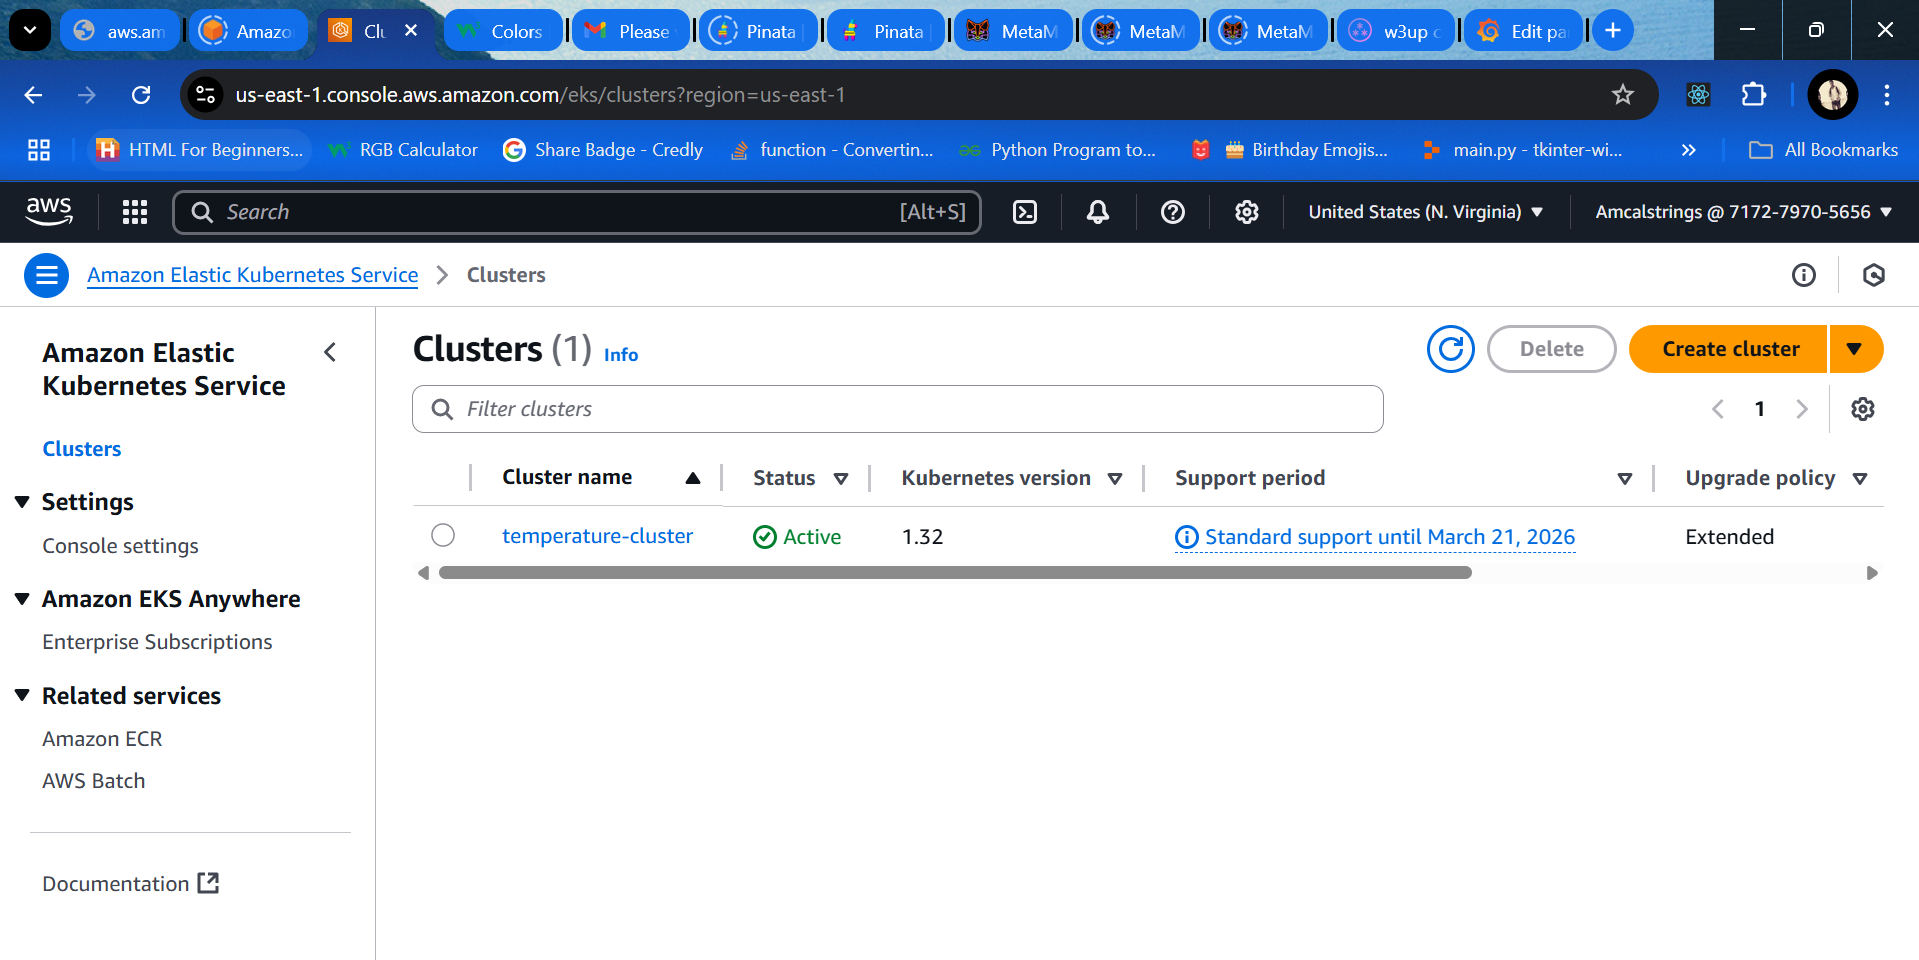 aws.am
Amazo
Clu
Colors
Please
Pinata
Pinata
MetaM
MetaM
MetaM
w3up c
Edit pa
us-east-1.console.aws.amazon.com/eks/clusters?region=us-east-1
HTML For Beginners...
RGB Calculator
Share Badge - Credly
function - Convertin...
Python Program to...
Birthday Emojis...
main.py - tkinter-wi...
»
All Bookmarks
aws
Search
[Alt+S]
United States (N. Virginia)
Amcalstrings @ 7172-7970-5656
Amazon Elastic Kubernetes Service
Clusters
Amazon Elastic
Kubernetes Service
Clusters
Settings
Console settings
Amazon EKS Anywhere
Enterprise Subscriptions
Related services
Amazon ECR
AWS Batch
Documentation
Clusters (1) Info
Delete
Create cluster
Filter clusters
1
Cluster name
Status
Kubernetes version
Support period
Upgrade policy
temperature-cluster
Active
1.32
Standard support until March 21, 2026
Extended